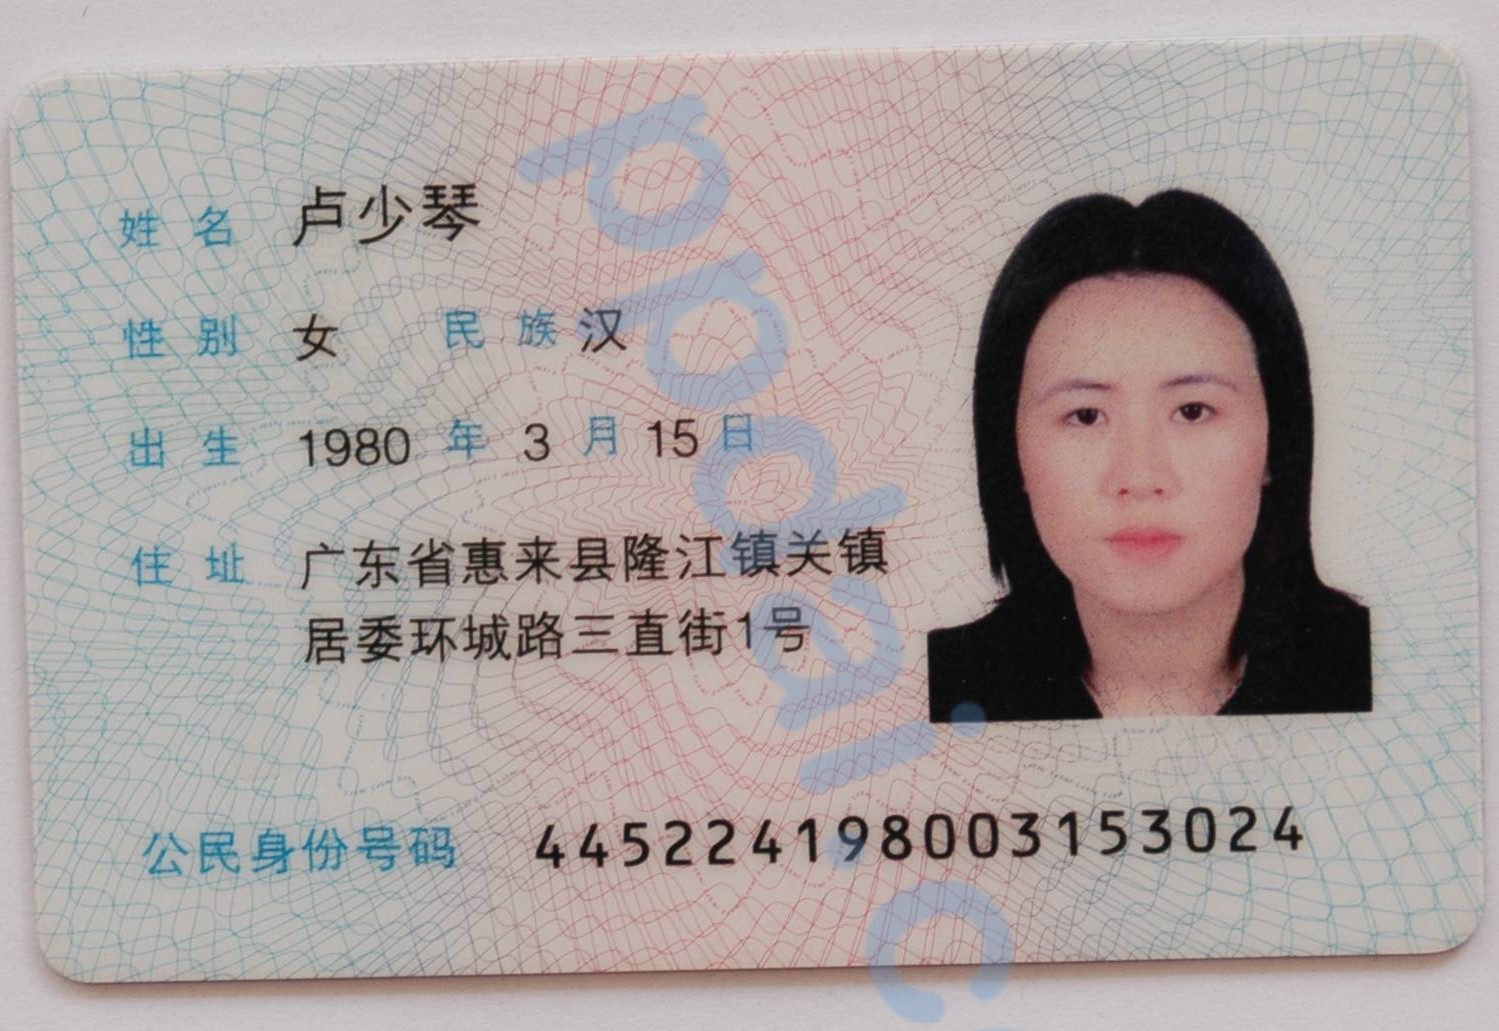 姓名 卢少琴
性别 女 民族 汉
出生 1980 年 3 月 15 日
住址 广东省惠来县隆江镇关镇
居委环城路三直街1号
公民身份号码 445224198003153024
ppdai.c